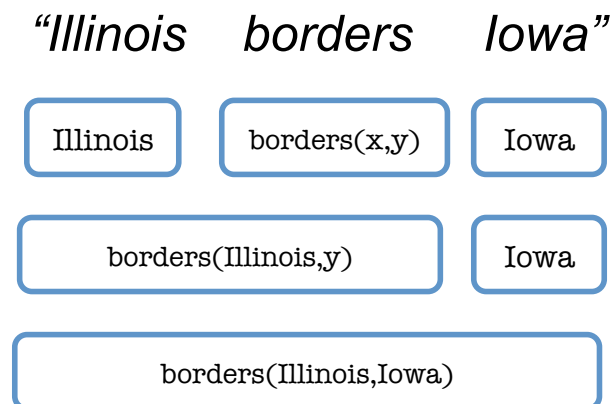 “Illinois borders Iowa”
Illinois borders(x,y) Iowa
borders(Illinois,y) Iowa
borders(Illinois,Iowa)